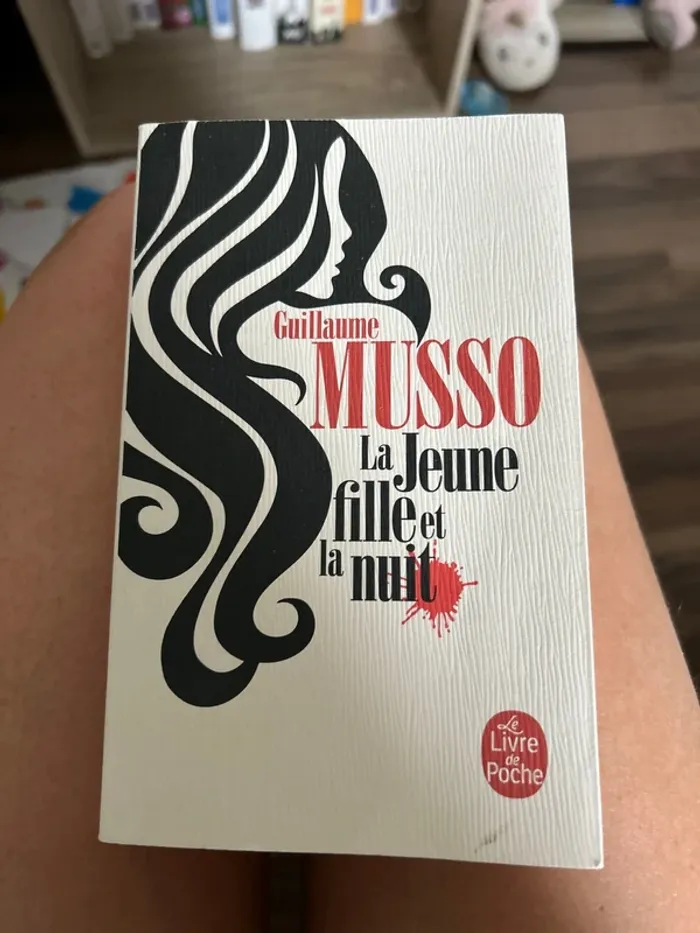 Guillaume
MUSSO
La Jeune
fille et
la nuit
Le
Livre
de
Poche